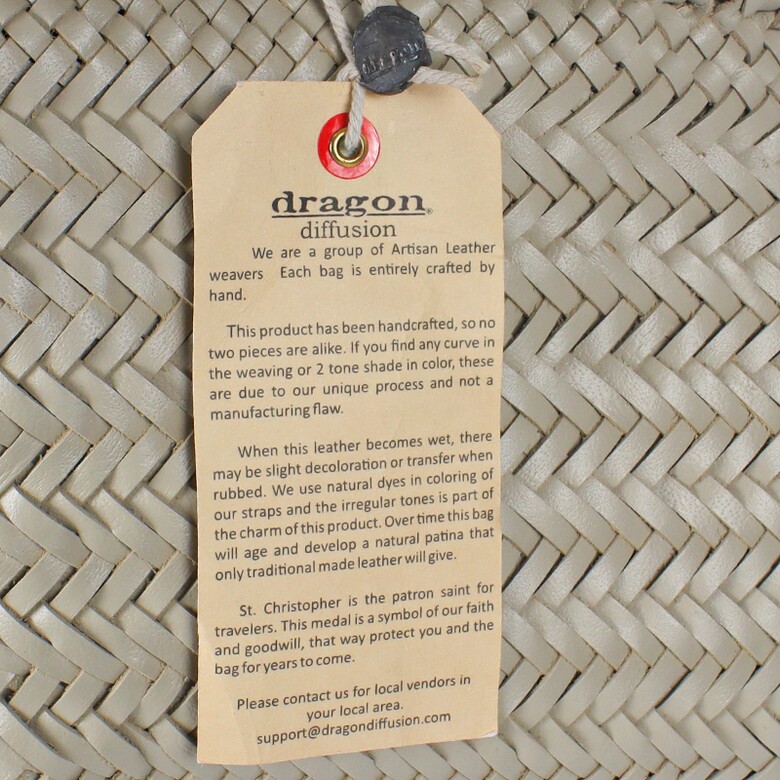 dragon®
diffusion
We are a group of Artisan Leather
weavers Each bag is entirely crafted by
hand.
This product has been handcrafted, so no
two pieces are alike. If you find any curve in
the weaving or 2 tone shade in color, these
are due to our unique process and not a
manufacturing flaw.
When this leather becomes wet, there
may be slight decoloration or transfer when
rubbed. We use natural dyes in coloring of
our straps and the irregular tones is part of
the charm of this product. Over time this bag
will age and develop a natural patina that
only traditional made leather will give.
St. Christopher is the patron saint for
travelers. This medal is a symbol of our faith
and goodwill, that way protect you and the
bag for years to come.
Please contact us for local vendors in
your local area.
support@dragondiffusion.com